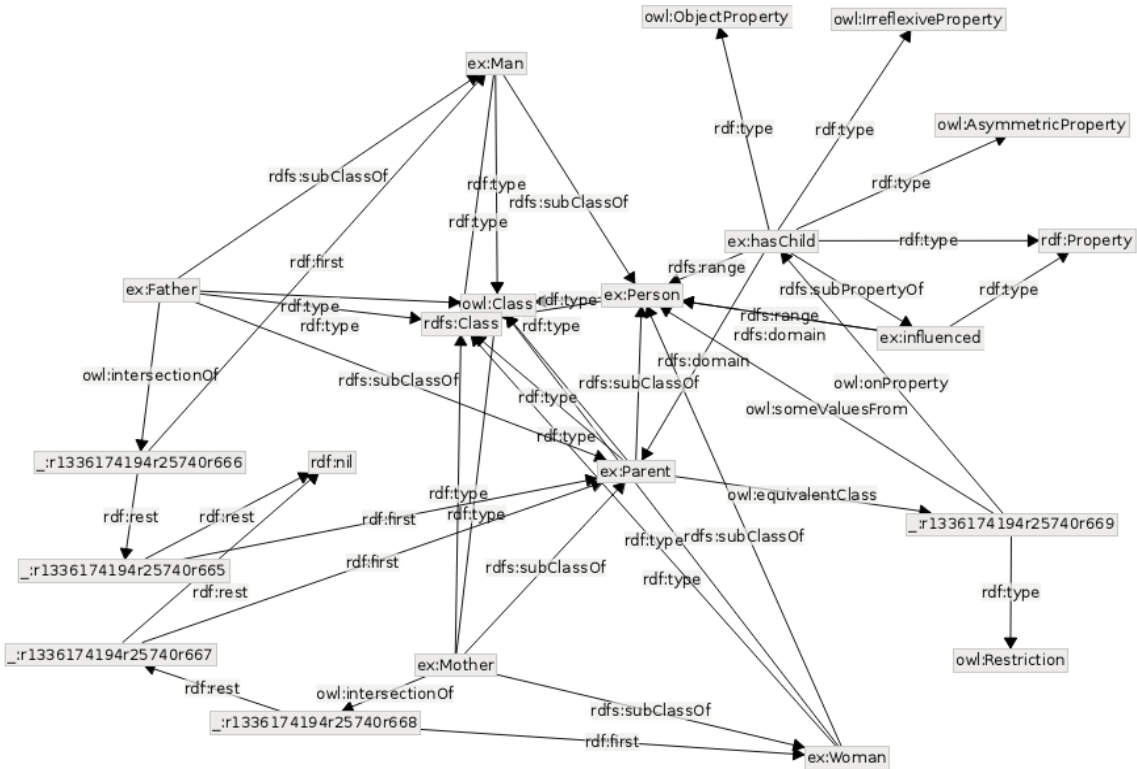 owl:ObjectProperty
owl:IrreflexiveProperty
ex:Man
owl:AsymmetricProperty
rdf:type
rdf:type
rdfs:subClassOf
rdf:type
rdf:type
rdfs:subClassOf
rdf:type
ex:hasChild
rdf:type
rdf:Property
rdf:first
rdfs:range
ex:Father
rdfs:subPropertyOf
rdf:type
ex:Person
owl:Class
rdf:type
rdf:type
rdfs:Class
rdf:type
rdf:type
rdfs:range
rdfs:domain
ex:influenced
owl:intersectionOf
rdfs:subClassOf
rdfs:subClassOf
rdfs:domain
owl:onProperty
rdf:type
owl:someValuesFrom
rdf:type
_:r1336174194r25740r666
rdf:nil
ex:Parent
rdf:type
owl:equivalentClass
rdf:rest
rdf:rest
rdf:first
rdf:type
_:r1336174194r25740r669
rdf:type
rdfs:subClassOf
_:r1336174194r25740r665
rdf:first
rdfs:subClassOf
rdf:type
rdf:rest
rdf:type
_:r1336174194r25740r667
ex:Mother
owl:Restriction
rdf:rest
owl:intersectionOf
rdfs:subClassOf
_:r1336174194r25740r668
rdf:first
ex:Woman